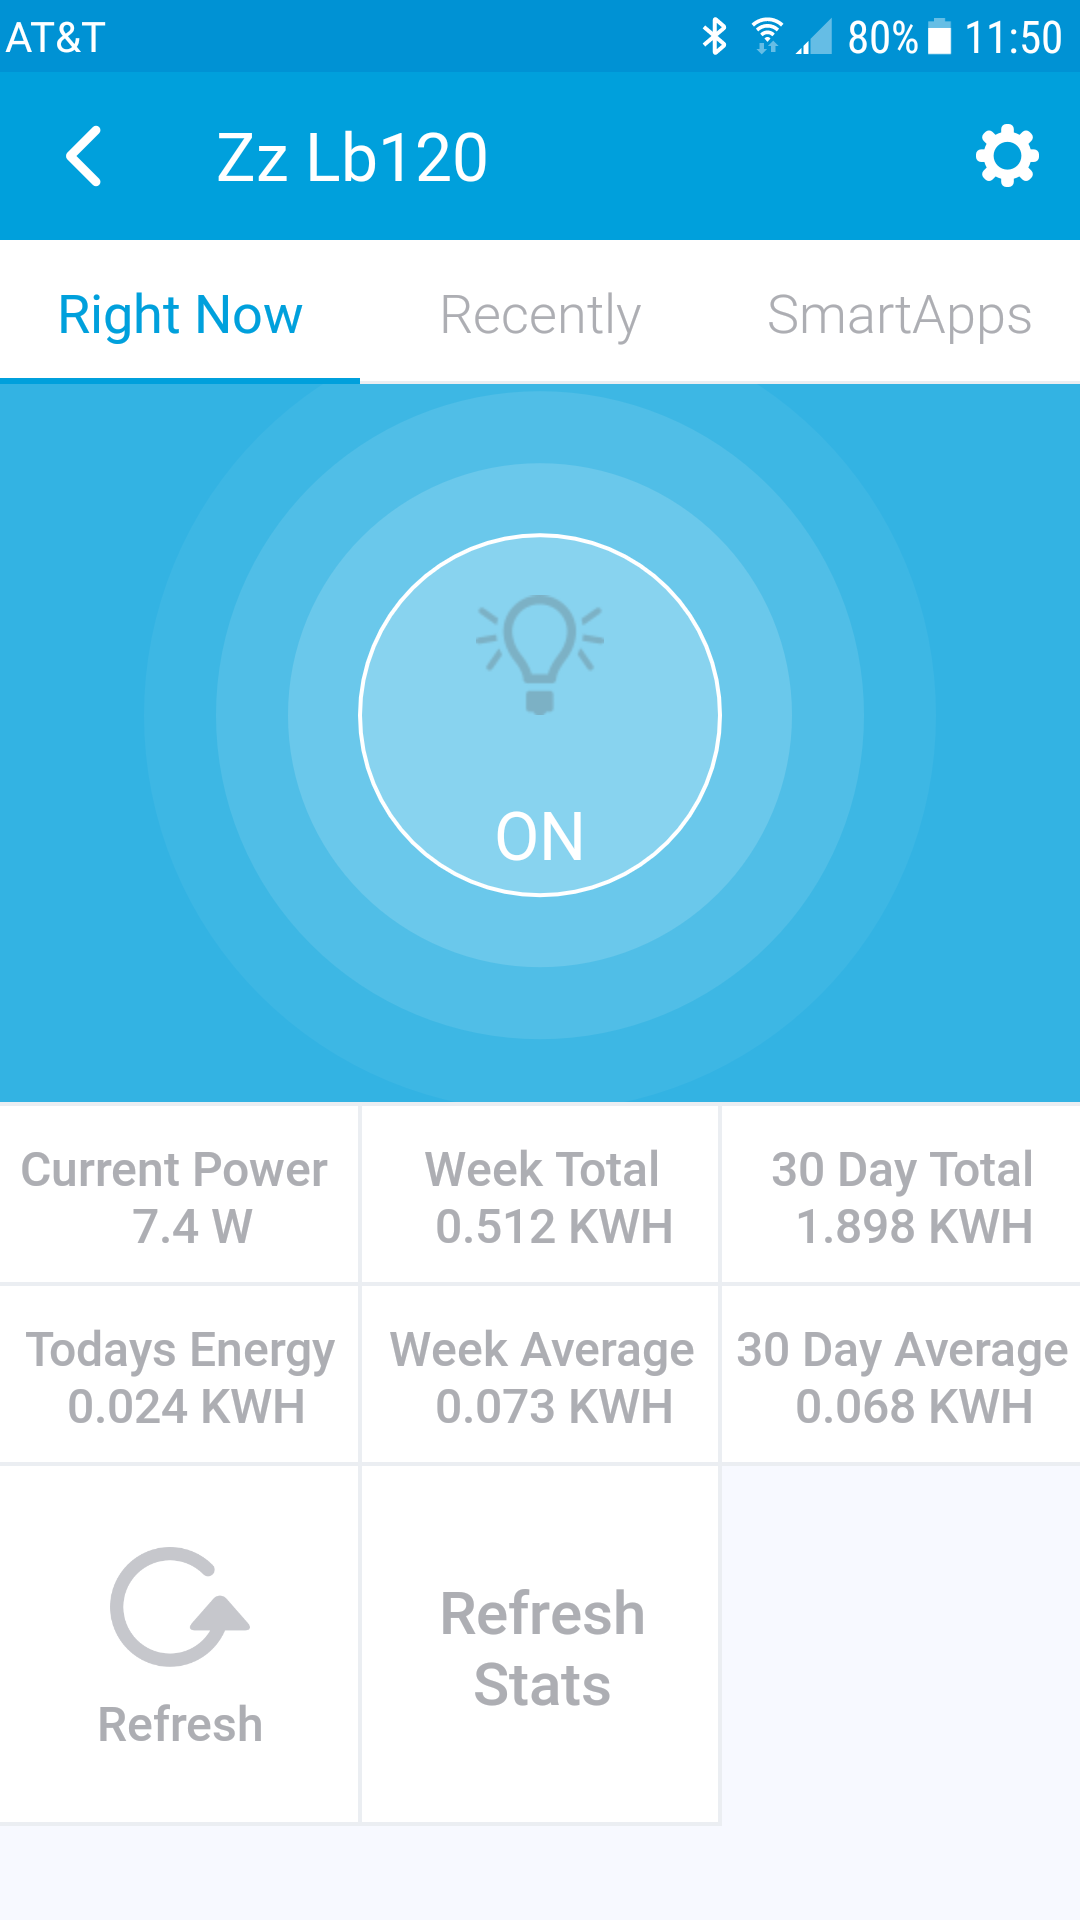 AT&T 80% 11:50
Zz Lb120
Right Now Recently SmartApps
ON
Current Power Week Total 30 Day Total
7.4 W 0.512 KWH 1.898 KWH
Todays Energy Week Average 30 Day Average
0.024 KWH 0.073 KWH 0.068 KWH
Refresh
Stats
Refresh